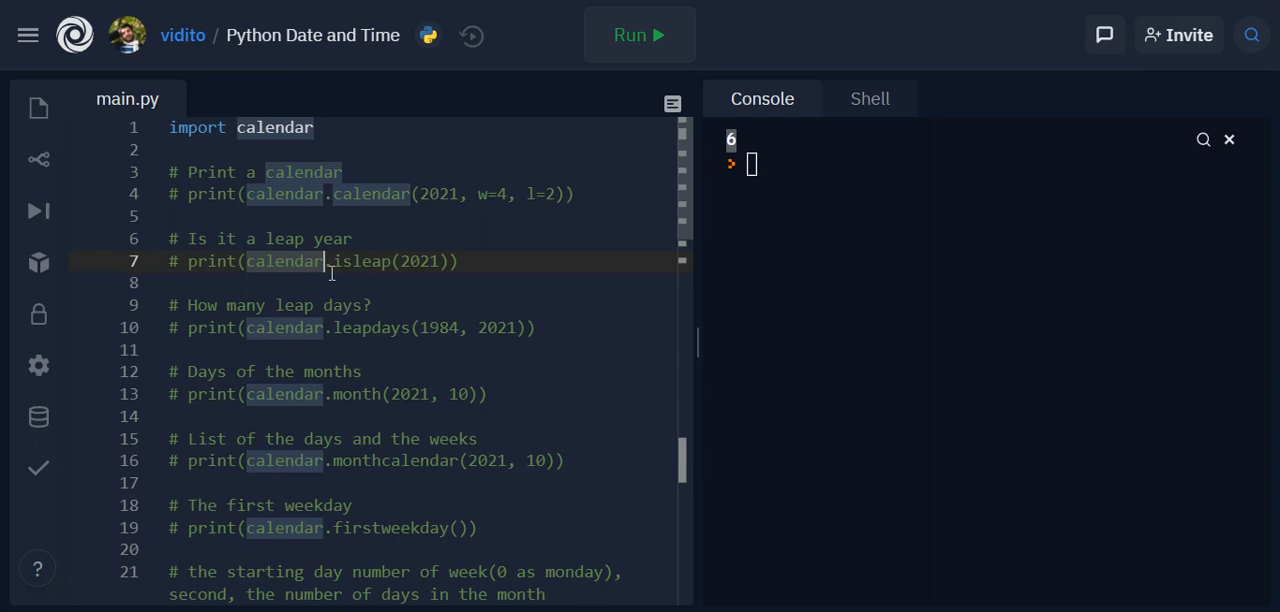 vidito / Python Date and Time
Run
Invite
main.py
Console
Shell
1 import calendar
2
3 # Print a calendar
4 # print(calendar.calendar(2021, w=4, l=2))
5
6 # Is it a leap year
7 # print(calendar.isleap(2021))
8
9 # How many leap days?
10 # print(calendar.leapdays(1984, 2021))
11
12 # Days of the months
13 # print(calendar.month(2021, 10))
14
15 # List of the days and the weeks
16 # print(calendar.monthcalendar(2021, 10))
17
18 # The first weekday
19 # print(calendar.firstweekday())
20
21 # the starting day number of week(0 as monday),
second, the number of days in the month
?
6
>